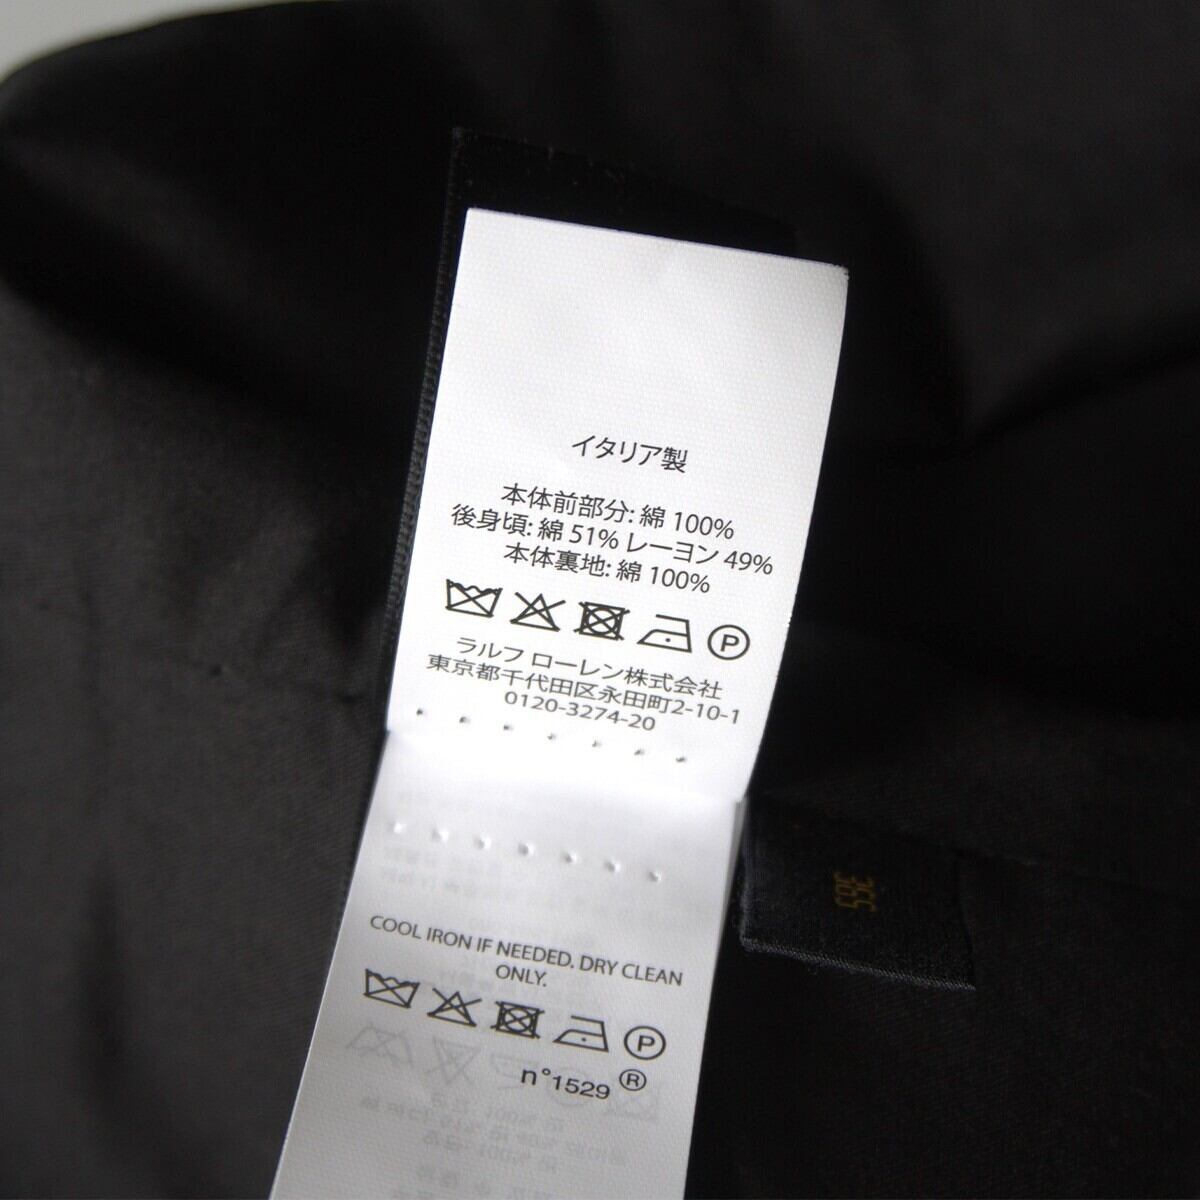 イタリア製
本体前部分: 綿 100%
後身頃: 綿 51% レーヨン 49%
本体裏地: 綿 100%
P
ラルフ ローレン株式会社
東京都千代田区永田町2-10-1
0120-3274-20
COOL IRON IF NEEDED. DRY CLEAN
ONLY.
P
n°1529 ®